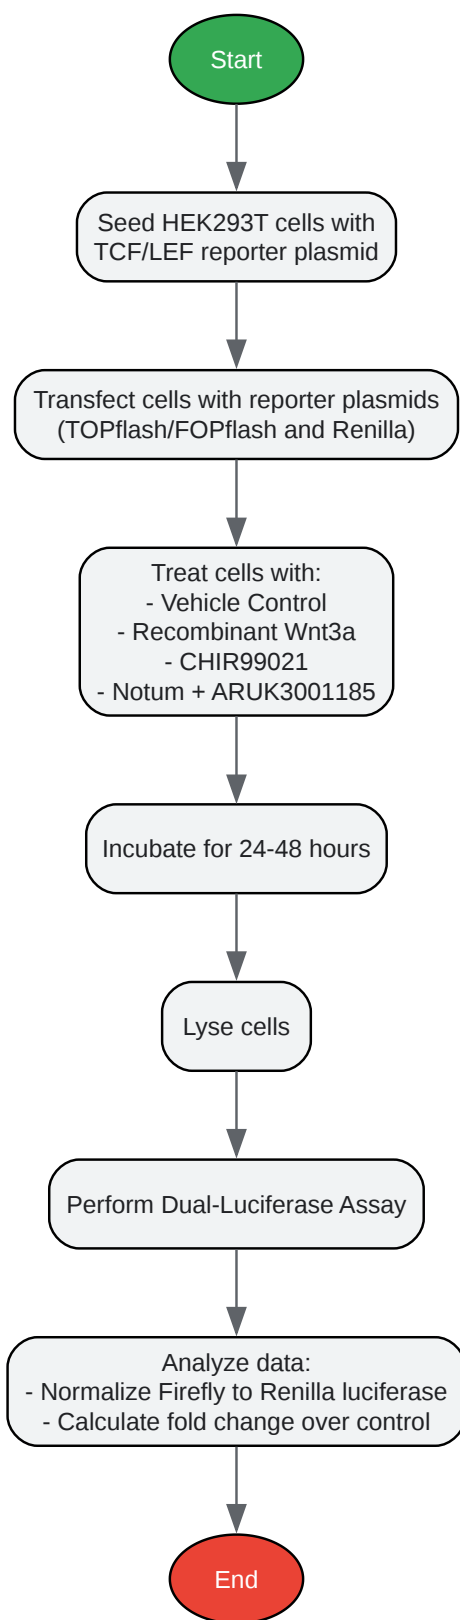 Start
Seed HEK293T cells with
TCF/LEF reporter plasmid
Transfect cells with reporter plasmids
(TOPflash/FOPflash and Renilla)
Treat cells with:
- Vehicle Control
- Recombinant Wnt3a
- CHIR99021
- Notum + ARUK3001185
Incubate for 24-48 hours
Lyse cells
Perform Dual-Luciferase Assay
Analyze data:
- Normalize Firefly to Renilla luciferase
- Calculate fold change over control
End